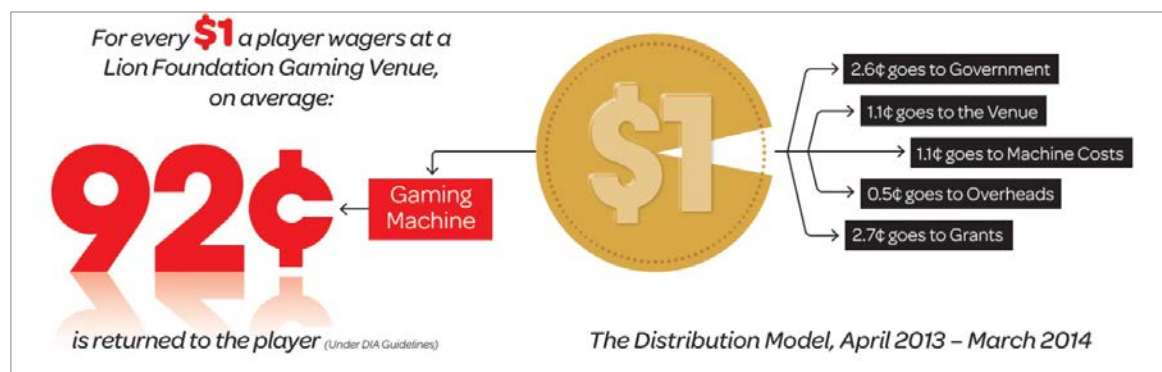 For every $1 a player wagers at a
Lion Foundation Gaming Venue,
on average:
92¢
Gaming
Machine
is returned to the player (Under DIA Guidelines)
$1
2.6¢ goes to Government
1.1¢ goes to the Venue
1.1¢ goes to Machine Costs
0.5¢ goes to Overheads
2.7¢ goes to Grants
The Distribution Model, April 2013 – March 2014